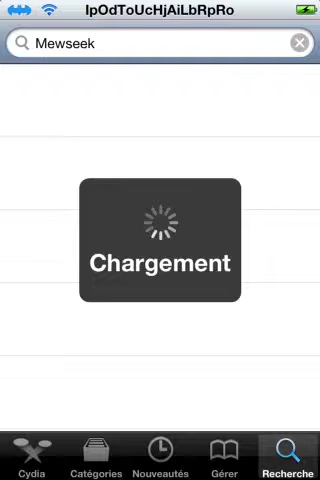 IpOdToUcHjAiLbRpRo
Mewseek
Chargement
Cydia Catégories Nouveautés Gérer Recherche